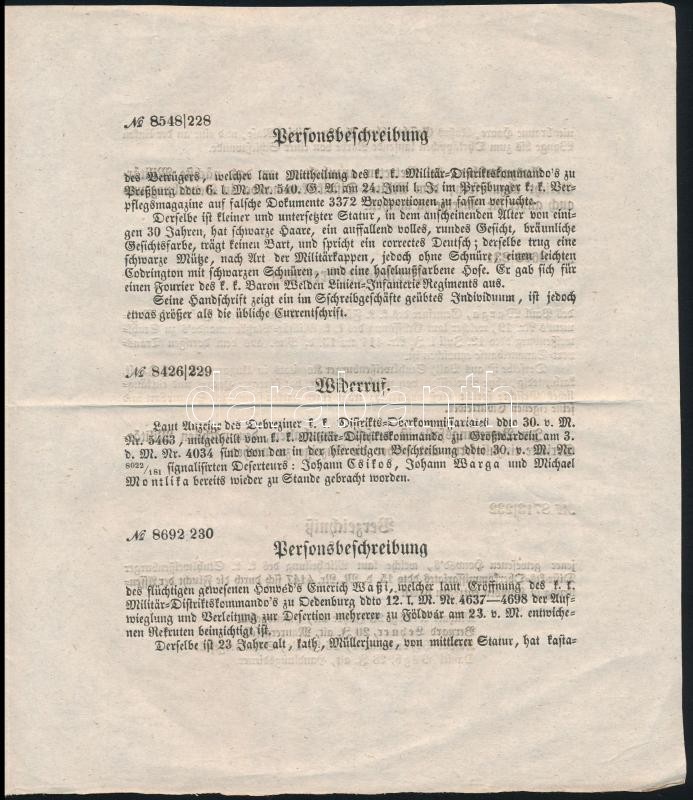 № 8548|228
Personsbeschreibung
des Betrügers, welcher laut Mittheilung des k. k. Militär-Distriktskommando's zu
Preßburg ddto 6. l. M. Nr. 540. G. A. am 24. Juni l. J. im Preßburger k. k. Ver-
pflegsmagazine auf falsche Dokumente 3372 Brodportionen zu fassen versuchte.
Derselbe ist kleiner und untersetzter Statur, in dem anscheinenden Alter von eini-
gen 30 Jahren, hat schwarze Haare, ein auffallend volles, rundes Gesicht, bräunliche
Gesichtsfarbe, trägt keinen Bart, und spricht ein correctes Deutsch; derselbe trug eine
schwarze Mütze, nach Art der Militärkappen, jedoch ohne Schnüre, einen leichten
Codrington mit schwarzen Schnüren, und eine haselnußfarbene Hose. Er gab sich für
einen Fourier des k. k. Baron Welden Linien-Infanterie Regiments aus.
Seine Handschrift zeigt ein im Schreibgeschäfte geübtes Individuum, ist jedoch
etwas größer als die übliche Currentschrift.
№ 8426|229
Widerruf.
Laut Anzeige des Debreziner k. k. Distrikts-Oberkommissariates ddto 30. v. M.
Nr. 5463, mitgetheilt vom k. k. Militär-Distriktskommando zu Großwardein am 3.
d. M. Nr. 4034 sind von den in der hierortigen Beschreibung ddto 30. v. M. Nr.
8022/181 signalisirten Deserteurs: Johann Csikos, Johann Warga und Michael
Montlika bereits wieder zu Stande gebracht worden.
№ 8692 230
Personsbeschreibung
des flüchtigen gewesenen Honvéd's Emerich Waßi, welcher laut Eröffnung des k. k.
Militär-Distriktskommando's zu Oedenburg ddto 12. l. M. Nr. 4637—4698 der Auf-
wieglung und Verleitung zur Desertion mehrerer zu Földvár am 23. v. M. entwiche-
nen Rekruten beinzichtigt ist.
Derselbe ist 23 Jahre alt, kath., Müllerjunge, von mittlerer Statur, hat kasta-
darabanth